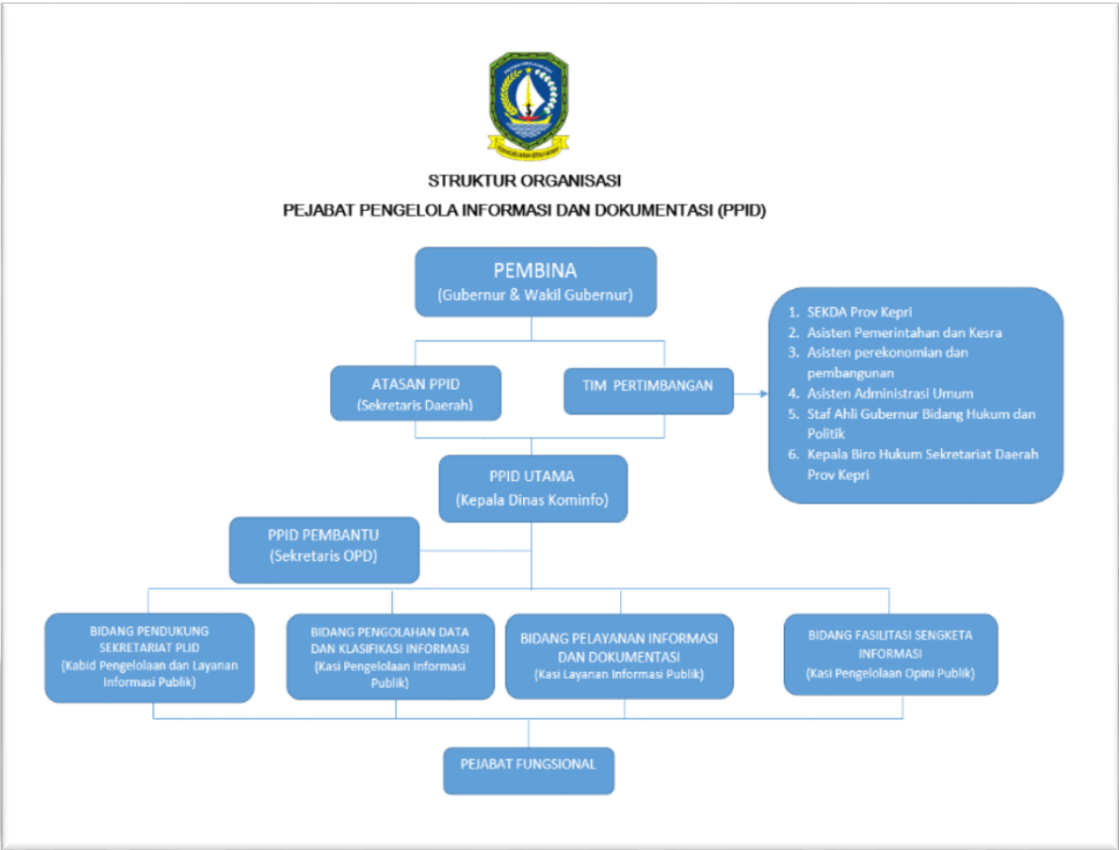 STRUKTUR ORGANISASI
PEJABAT PENGELOLA INFORMASI DAN DOKUMENTASI (PPID)
PEMBINA
(Gubernur & Wakil Gubernur)
ATASAN PPID
(Sekretaris Daerah)
TIM PERTIMBANGAN
1. SEKDA Prov Kepri
2. Asisten Pemerintahan dan Kesra
3. Asisten perekonomian dan
pembangunan
4. Asisten Administrasi Umum
5. Staf Ahli Gubernur Bidang Hukum dan
Politik
6. Kepala Biro Hukum Sekretariat Daerah
Prov Kepri
PPID UTAMA
(Kepala Dinas Kominfo)
PPID PEMBANTU
(Sekretaris OPD)
BIDANG PENDUKUNG
SEKRETARIAT PLID
(Kabid Pengelolaan dan Layanan
Informasi Publik)
BIDANG PENGOLAHAN DATA
DAN KLASIFIKASI INFORMASI
(Kasi Pengelolaan Informasi
Publik)
BIDANG PELAYANAN INFORMASI
DAN DOKUMENTASI
(Kasi Layanan Informasi Publik)
BIDANG FASILITASI SENGKETA
INFORMASI
(Kasi Pengelolaan Opini Publik)
PEJABAT FUNGSIONAL